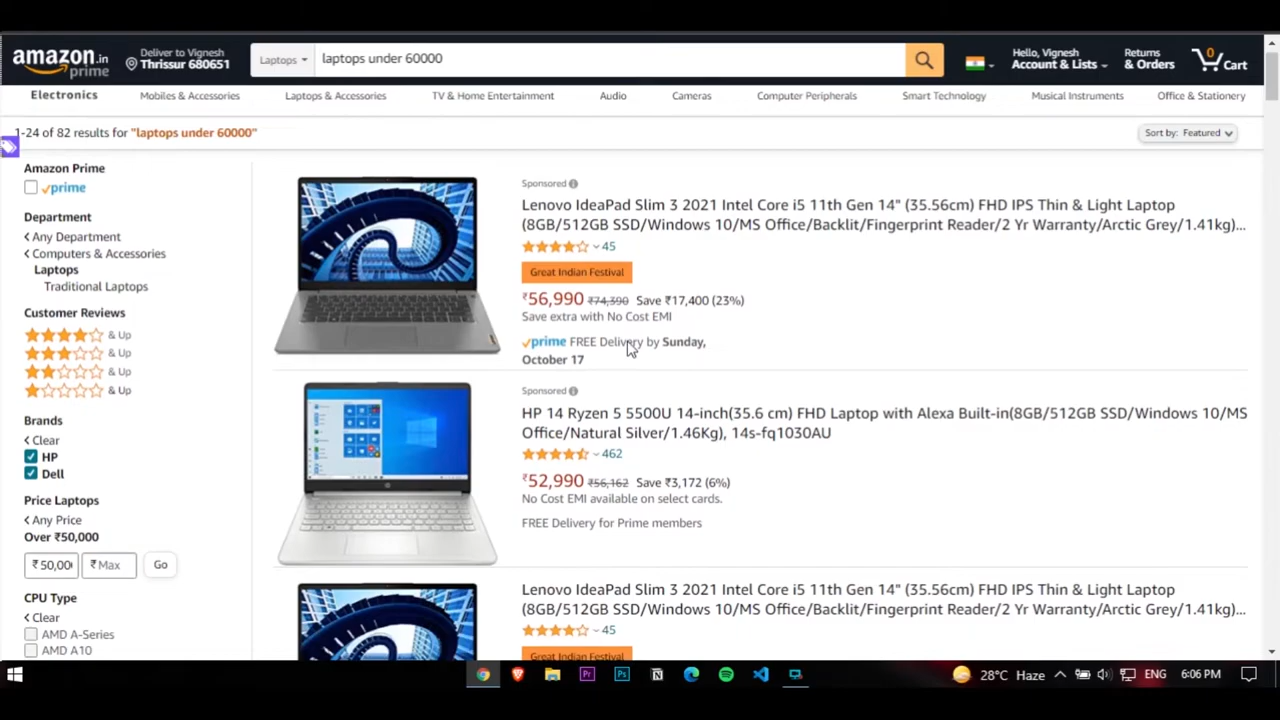 amazon.in
prime
Deliver to Vignesh
Thrissur 680651
Laptops
laptops under 60000
Hello, Vignesh
Account & Lists
Returns
& Orders
0
Cart
Electronics
Mobiles & Accessories
Laptops & Accessories
TV & Home Entertainment
Audio
Cameras
Computer Peripherals
Smart Technology
Musical Instruments
Office & Stationery
1-24 of 82 results for "laptops under 60000"
Sort by: Featured
Amazon Prime
prime
Department
Any Department
Computers & Accessories
Laptops
Traditional Laptops
Customer Reviews
& Up
& Up
& Up
& Up
Brands
Clear
HP
Dell
Price Laptops
Any Price
Over ₹50,000
₹ 50,00
₹ Max
Go
CPU Type
Clear
AMD A-Series
AMD A10
Sponsored
Lenovo IdeaPad Slim 3 2021 Intel Core i5 11th Gen 14" (35.56cm) FHD IPS Thin & Light Laptop
(8GB/512GB SSD/Windows 10/MS Office/Backlit/Fingerprint Reader/2 Yr Warranty/Arctic Grey/1.41kg)...
45
Great Indian Festival
₹56,990 ₹74,390 Save ₹17,400 (23%)
Save extra with No Cost EMI
prime FREE Delivery by Sunday,
October 17
Sponsored
HP 14 Ryzen 5 5500U 14-inch(35.6 cm) FHD Laptop with Alexa Built-in(8GB/512GB SSD/Windows 10/MS
Office/Natural Silver/1.46Kg), 14s-fq1030AU
462
₹52,990 ₹56,162 Save ₹3,172 (6%)
No Cost EMI available on select cards.
FREE Delivery for Prime members
Lenovo IdeaPad Slim 3 2021 Intel Core i5 11th Gen 14" (35.56cm) FHD IPS Thin & Light Laptop
(8GB/512GB SSD/Windows 10/MS Office/Backlit/Fingerprint Reader/2 Yr Warranty/Arctic Grey/1.41kg)...
45
Great Indian Festival
Pr
Ps
28°C Haze
ENG
6:06 PM